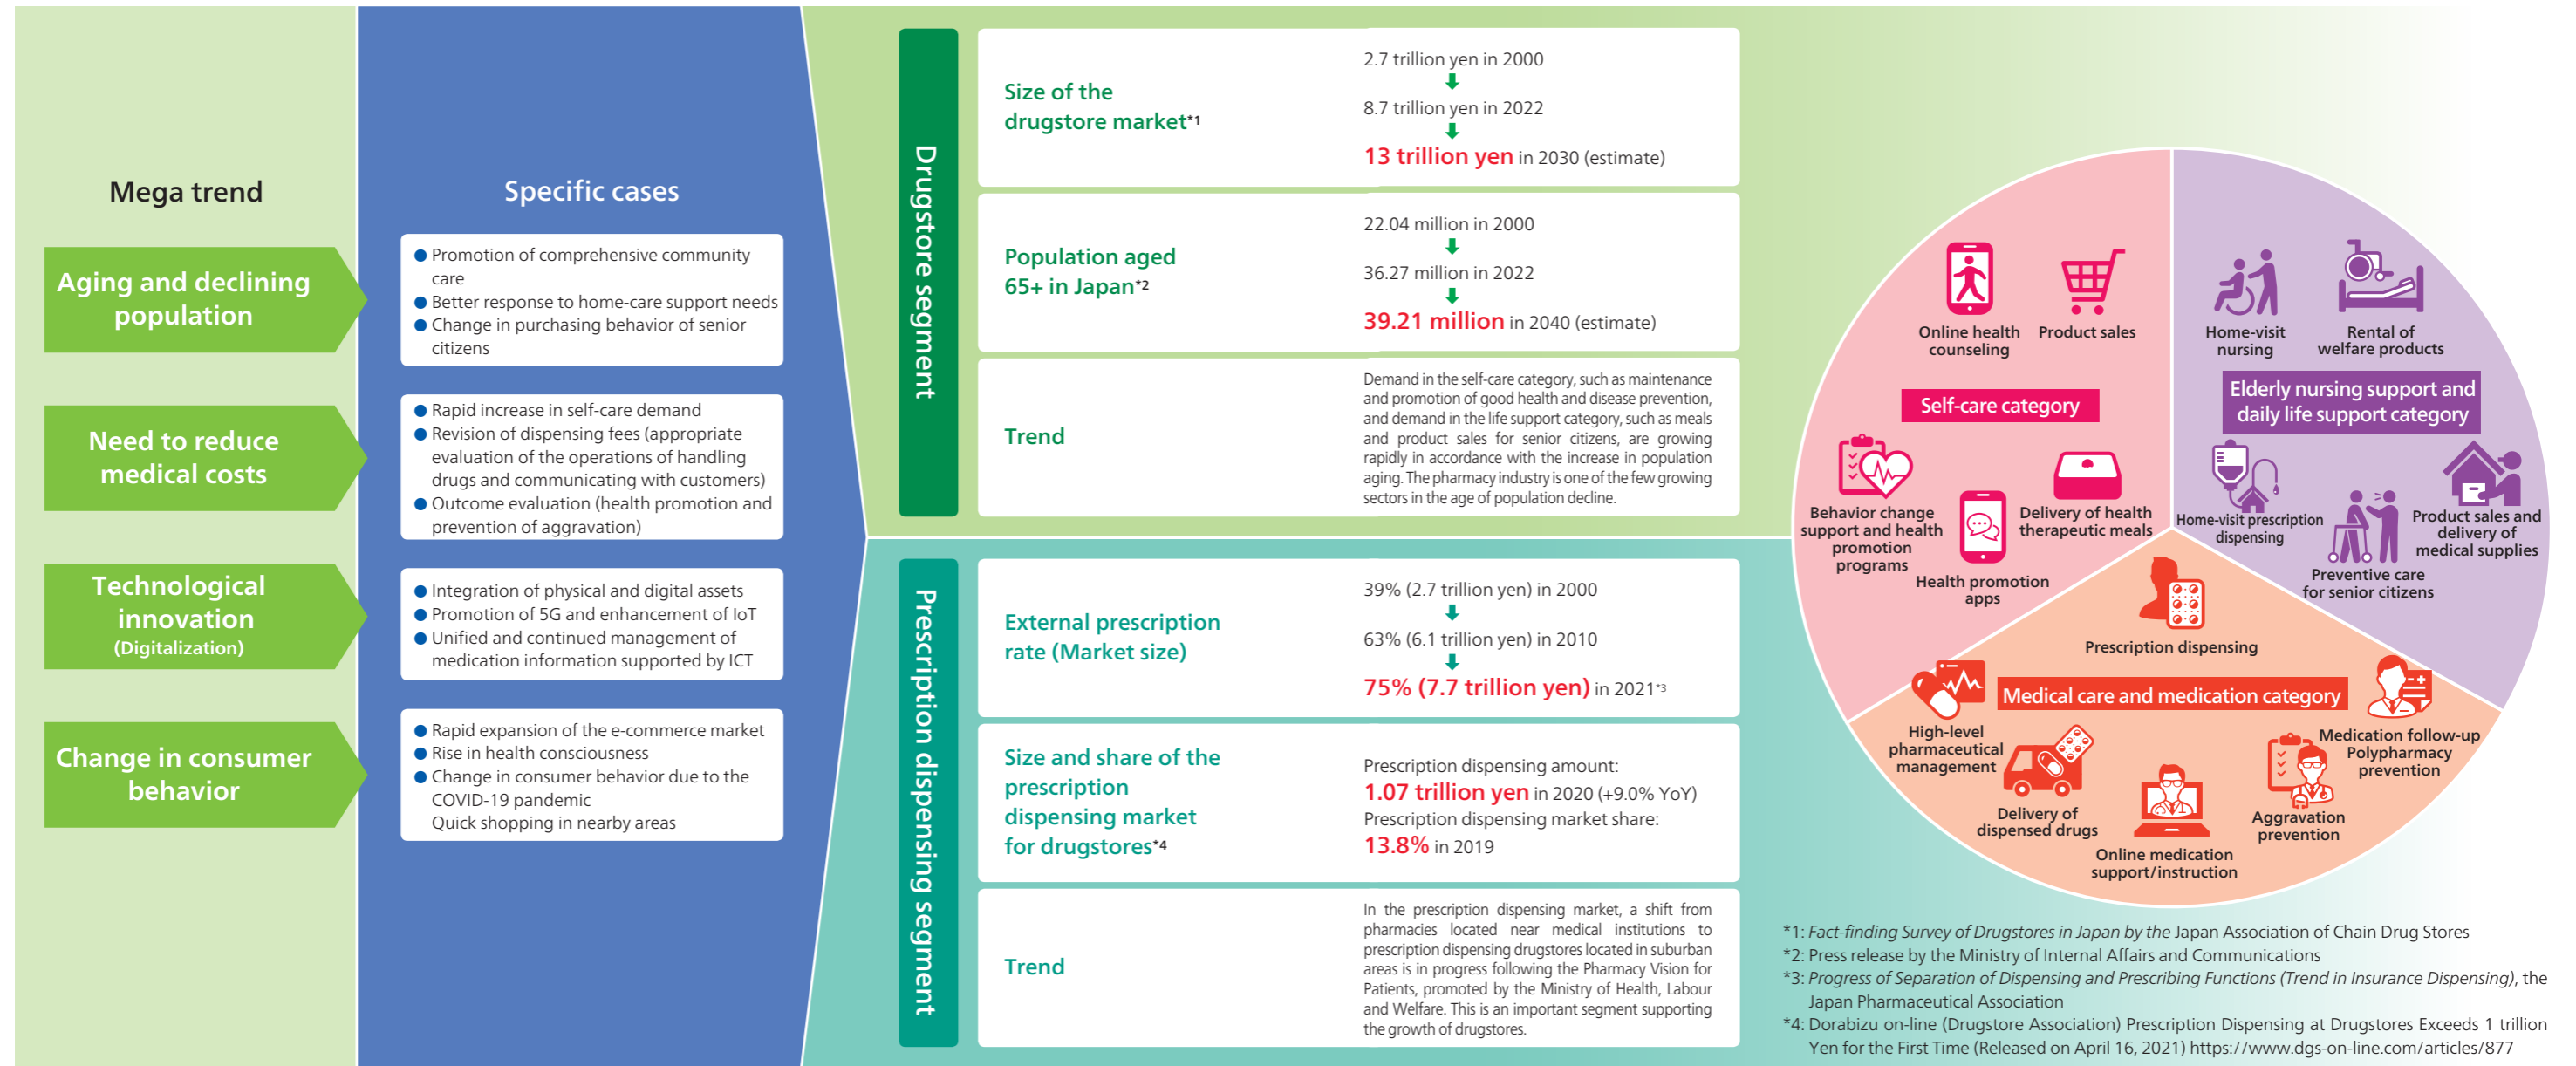 Mega trend
Aging and declining
population
Need to reduce
medical costs
Technological
innovation
(Digitalization)
Change in consumer
behavior
Specific cases
● Promotion of comprehensive community
care
● Better response to home-care support needs
● Change in purchasing behavior of senior
citizens
● Rapid increase in self-care demand
● Revision of dispensing fees (appropriate
evaluation of the operations of handling
drugs and communicating with customers)
● Outcome evaluation (health promotion and
prevention of aggravation)
● Integration of physical and digital assets
● Promotion of 5G and enhancement of IoT
● Unified and continued management of
medication information supported by ICT
● Rapid expansion of the e-commerce market
● Rise in health consciousness
● Change in consumer behavior due to the
COVID-19 pandemic
Quick shopping in nearby areas
Drugstore segment
Size of the
drugstore market*1
2.7 trillion yen in 2000
8.7 trillion yen in 2022
13 trillion yen in 2030 (estimate)
Population aged
65+ in Japan*2
22.04 million in 2000
36.27 million in 2022
39.21 million in 2040 (estimate)
Trend
Demand in the self-care category, such as maintenance
and promotion of good health and disease prevention,
and demand in the life support category, such as meals
and product sales for senior citizens, are growing
rapidly in accordance with the increase in population
aging. The pharmacy industry is one of the few growing
sectors in the age of population decline.
Prescription dispensing segment
External prescription
rate (Market size)
39% (2.7 trillion yen) in 2000
63% (6.1 trillion yen) in 2010
75% (7.7 trillion yen) in 2021*3
Size and share of the
prescription
dispensing market
for drugstores*4
Prescription dispensing amount:
1.07 trillion yen in 2020 (+9.0% YoY)
Prescription dispensing market share:
13.8% in 2019
Trend
In the prescription dispensing market, a shift from
pharmacies located near medical institutions to
prescription dispensing drugstores located in suburban
areas is in progress following the Pharmacy Vision for
Patients, promoted by the Ministry of Health, Labour
and Welfare. This is an important segment supporting
the growth of drugstores.
Online health
counseling
Product sales
Self-care category
Behavior change
support and health
promotion
programs
Health promotion
apps
Delivery of health
therapeutic meals
Home-visit
nursing
Rental of
welfare products
Elderly nursing support and
daily life support category
Home-visit prescription
dispensing
Preventive care
for senior citizens
Product sales and
delivery of
medical supplies
Prescription dispensing
Medical care and medication category
High-level
pharmaceutical
management
Delivery of
dispensed drugs
Online medication
support/instruction
Aggravation
prevention
Medication follow-up
Polypharmacy
prevention
*1: Fact-finding Survey of Drugstores in Japan by the Japan Association of Chain Drug Stores
*2: Press release by the Ministry of Internal Affairs and Communications
*3: Progress of Separation of Dispensing and Prescribing Functions (Trend in Insurance Dispensing), the
Japan Pharmaceutical Association
*4: Dorabizu on-line (Drugstore Association) Prescription Dispensing at Drugstores Exceeds 1 trillion
Yen for the First Time (Released on April 16, 2021) https://www.dgs-on-line.com/articles/877